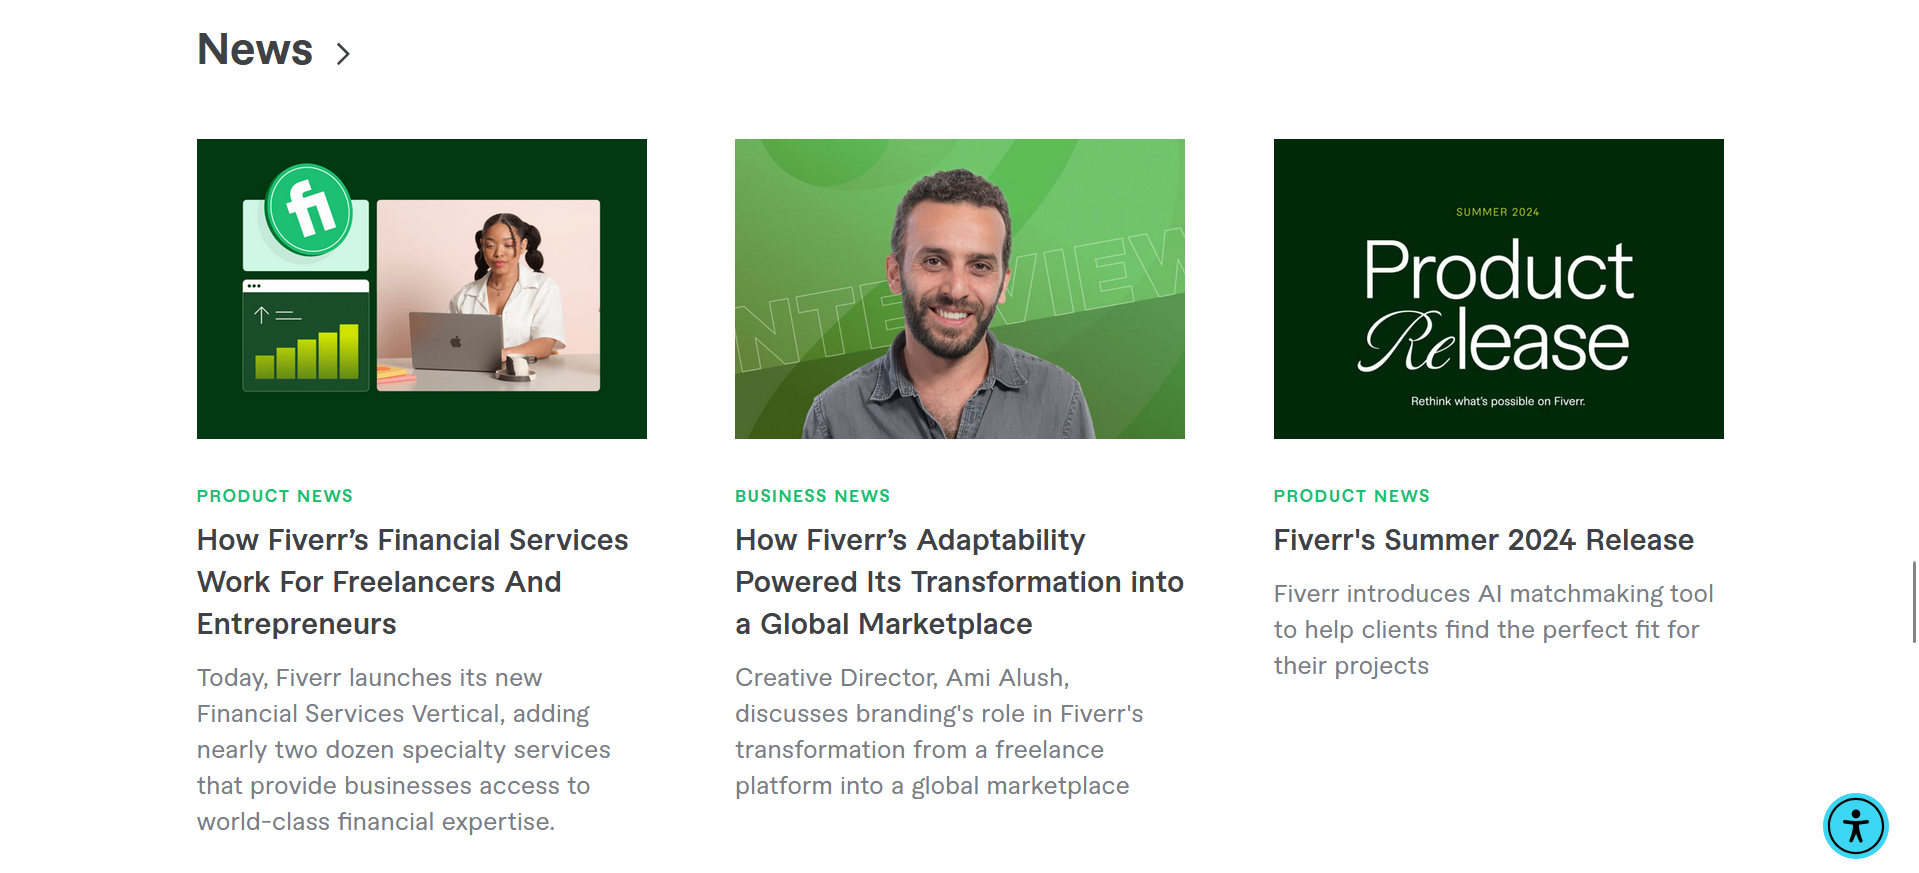 News
fi
SUMMER 2024
Product
Release
Rethink what's possible on Fiverr.
INTERVIEW
PRODUCT NEWS
How Fiverr’s Financial Services
Work For Freelancers And
Entrepreneurs
Today, Fiverr launches its new
Financial Services Vertical, adding
nearly two dozen specialty services
that provide businesses access to
world-class financial expertise.
BUSINESS NEWS
How Fiverr’s Adaptability
Powered Its Transformation into
a Global Marketplace
Creative Director, Ami Alush,
discusses branding's role in Fiverr's
transformation from a freelance
platform into a global marketplace
PRODUCT NEWS
Fiverr's Summer 2024 Release
Fiverr introduces AI matchmaking tool
to help clients find the perfect fit for
their projects